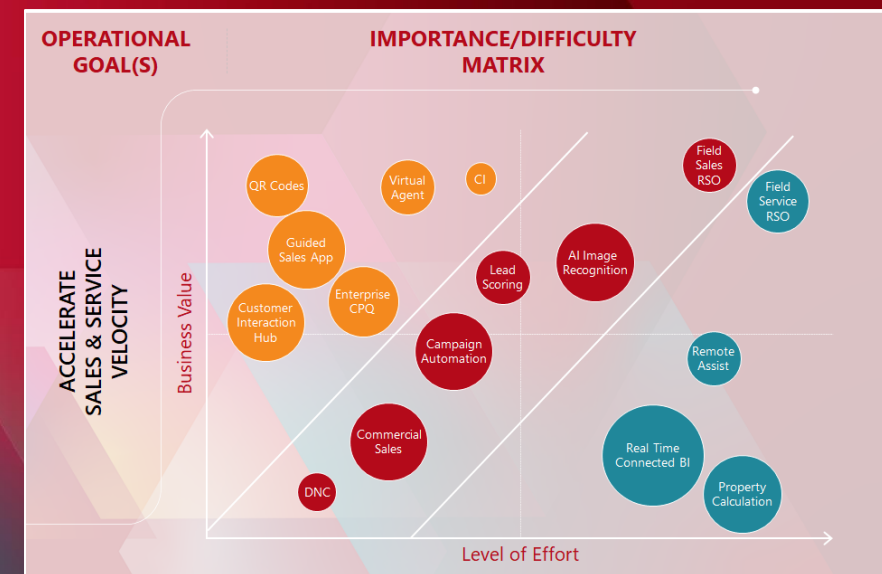 OPERATIONAL
GOAL(S)
IMPORTANCE/DIFFICULTY
MATRIX
ACCELERATE
SALES & SERVICE
VELOCITY
Business Value
QR Codes
Virtual
Agent
CI
Field
Sales
RSO
Field
Service
RSO
Guided
Sales App
Lead
Scoring
AI Image
Recognition
Customer
Interaction
Hub
Enterprise
CPQ
Campaign
Automation
Remote
Assist
Commercial
Sales
Real Time
Connected BI
DNC
Property
Calculation
Level of Effort